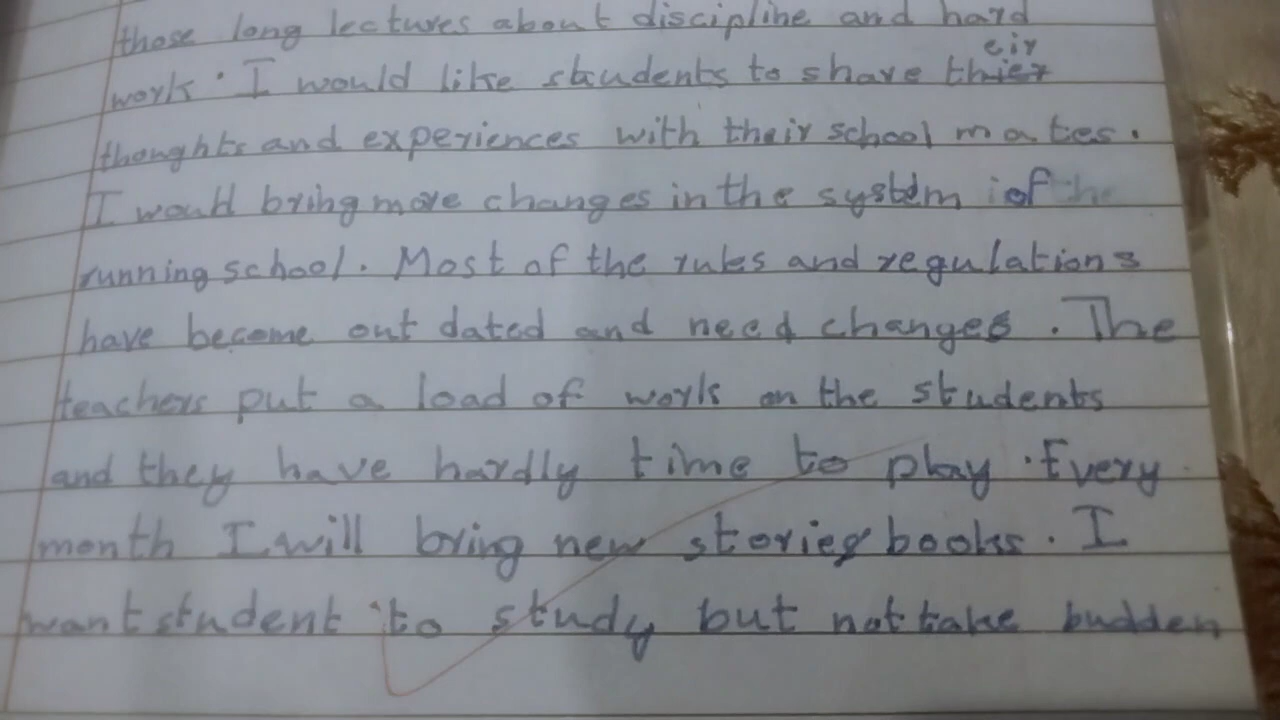 those long lectures about discipline and hard
work. I would like students to share their
thoughts and experiences with their school mates.
I would bring more changes in the system of
running school. Most of the rules and regulations
have become out dated and need changes. The
teachers put a load of work on the students
and they have hardly time to play. Every
month I will bring new stories books. I
want student to study but not take budden